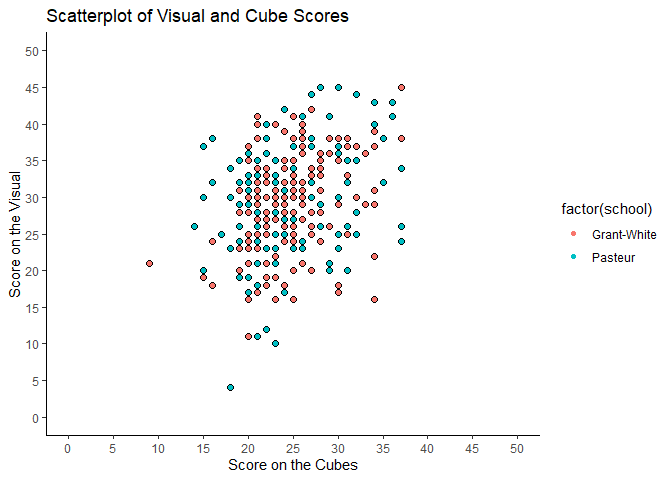 Scatterplot of Visual and Cube Scores
50
45
40
35
30
25
20
15
10
5
0
Score on the Visual
0 5 10 15 20 25 30 35 40 45 50
Score on the Cubes
factor(school)
Grant-White
Pasteur